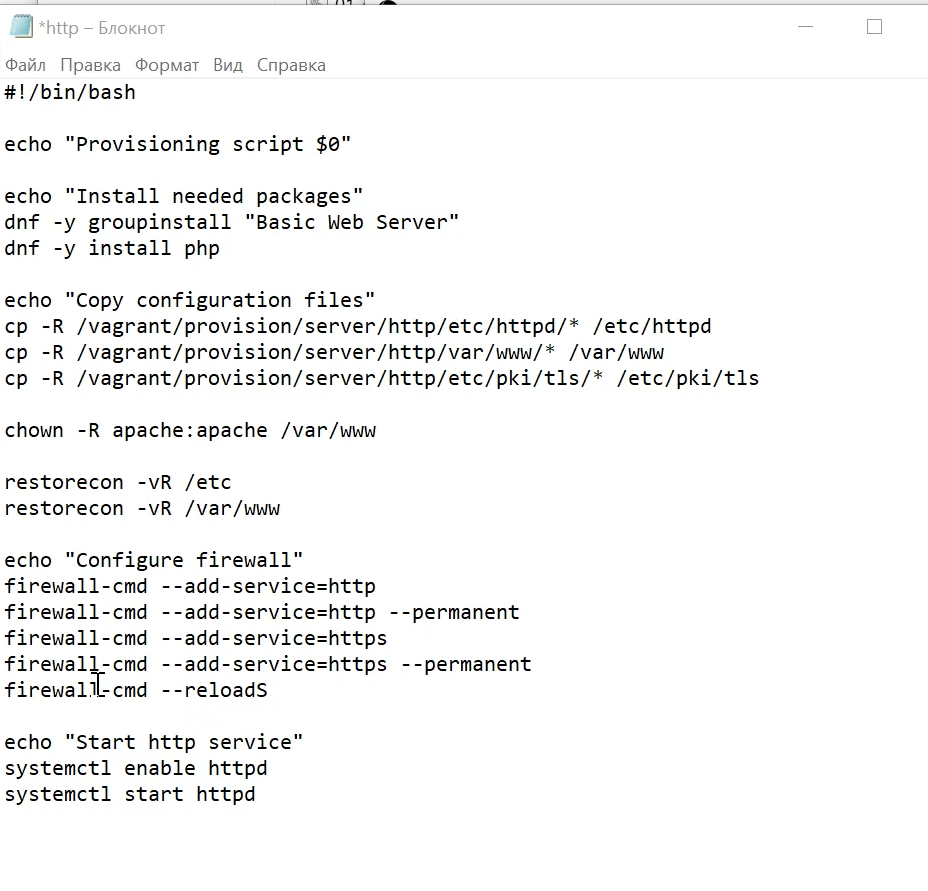 *http – Блокнот
Файл Правка Формат Вид Справка
#!/bin/bash
echo "Provisioning script $0"
echo "Install needed packages"
dnf -y groupinstall "Basic Web Server"
dnf -y install php
echo "Copy configuration files"
cp -R /vagrant/provision/server/http/etc/httpd/* /etc/httpd
cp -R /vagrant/provision/server/http/var/www/* /var/www
cp -R /vagrant/provision/server/http/etc/pki/tls/* /etc/pki/tls
chown -R apache:apache /var/www
restorecon -vR /etc
restorecon -vR /var/www
echo "Configure firewall"
firewall-cmd --add-service=http
firewall-cmd --add-service=http --permanent
firewall-cmd --add-service=https
firewall-cmd --add-service=https --permanent
firewall-cmd --reloadS
echo "Start http service"
systemctl enable httpd
systemctl start httpd